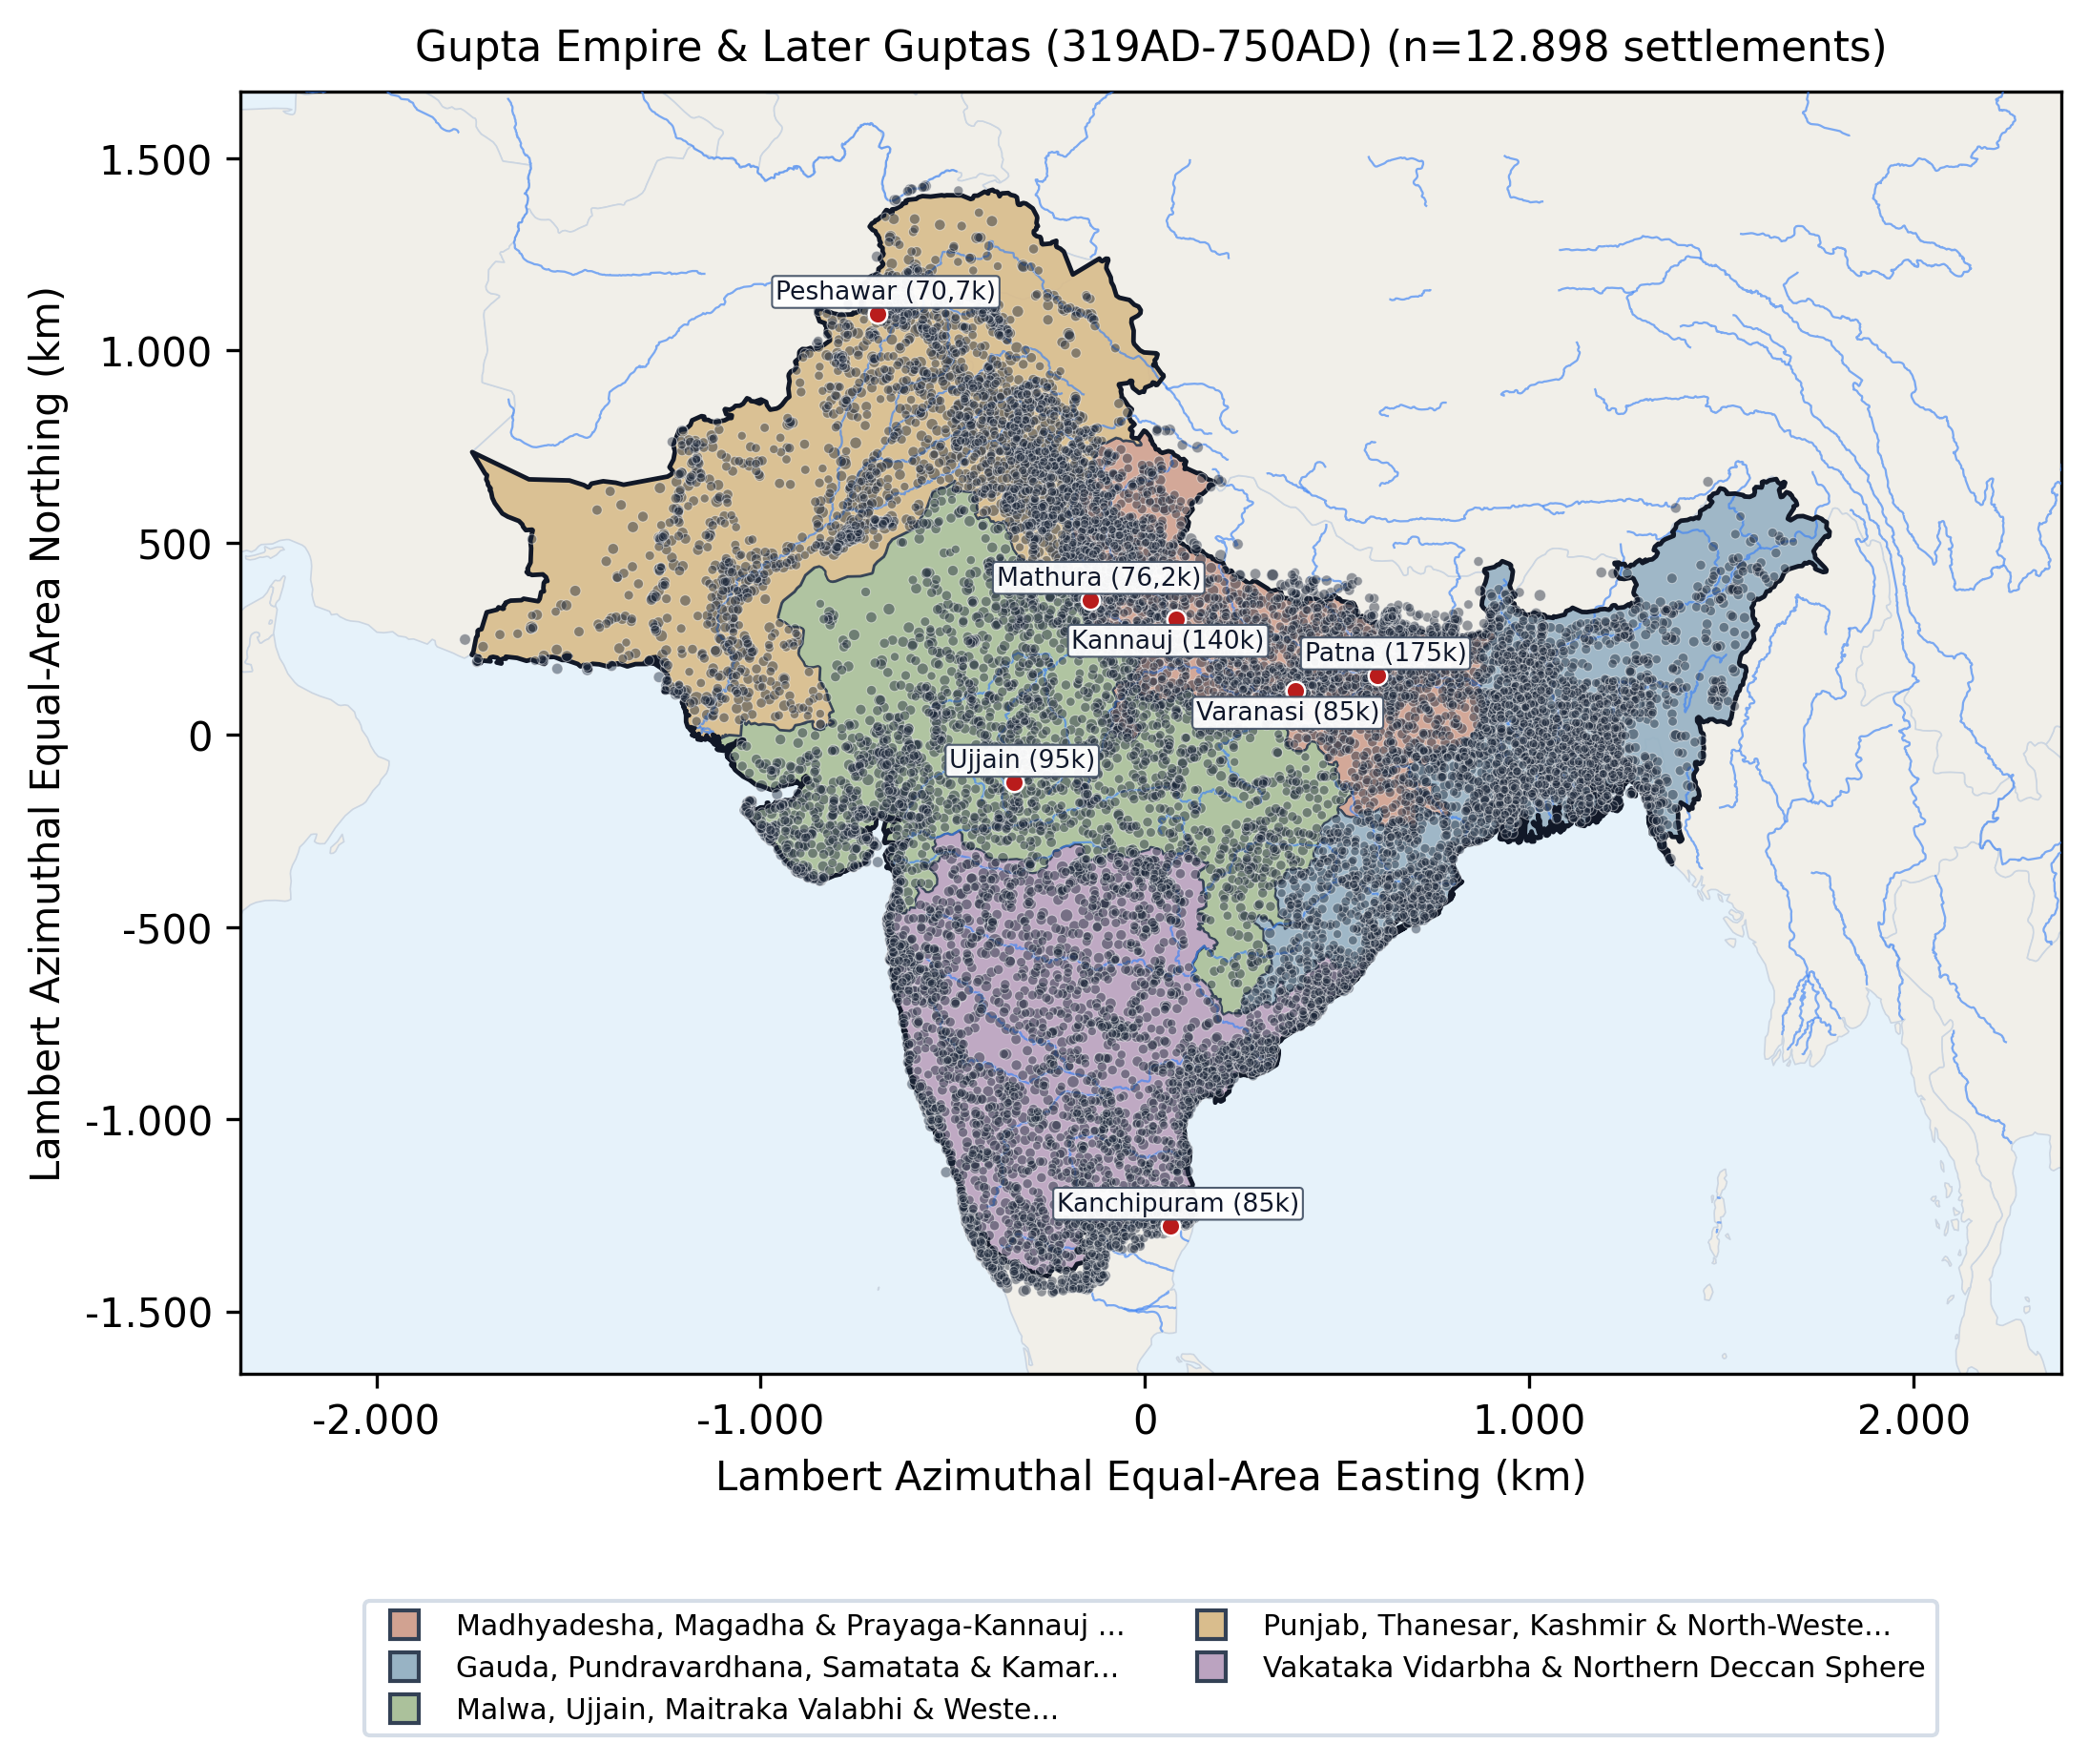 Gupta Empire & Later Guptas (319AD-750AD) (n=12.898 settlements)
Lambert Azimuthal Equal-Area Northing (km)
1.500
1.000
500
0
-500
-1.000
-1.500
Peshawar (70,7k)
Mathura (76,2k)
Kannauj (140k)
Patna (175k)
Varanasi (85k)
Ujjain (95k)
Kanchipuram (85k)
-2.000
-1.000
0
1.000
2.000
Lambert Azimuthal Equal-Area Easting (km)
Madhyadesha, Magadha & Prayaga-Kannauj ...
Gauda, Pundravardhana, Samatata & Kamar...
Malwa, Ujjain, Maitraka Valabhi & Weste...
Punjab, Thanesar, Kashmir & North-Weste...
Vakataka Vidarbha & Northern Deccan Sphere